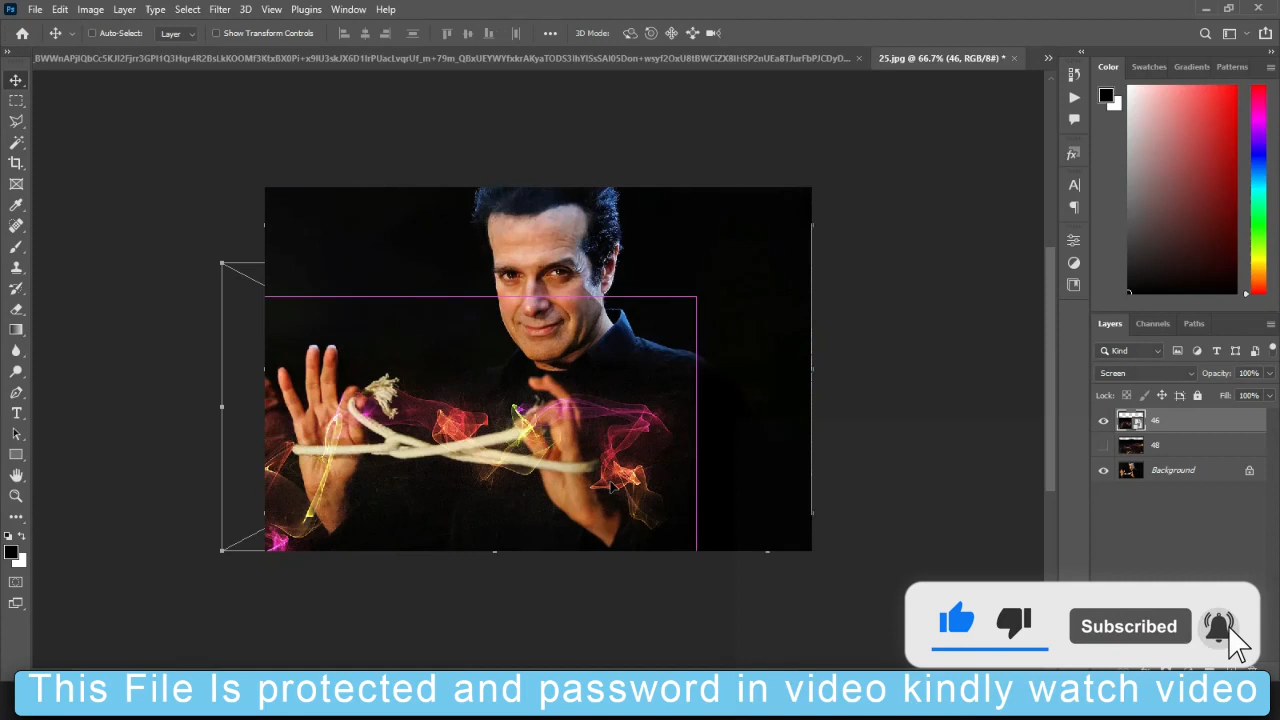 Ps File Edit Image Layer Type Select Filter 3D View Plugins Window Help
Auto-Select: Layer Show Transform Controls 3D Mode:
25.jpg @ 66.7% (46, RGB/8#) *
Color Swatches Gradients Patterns
Layers Channels Paths
Kind
Screen Opacity: 100%
Lock: Fill: 100%
46
48
Background
Subscribed
This File Is protected and password in video kindly watch video